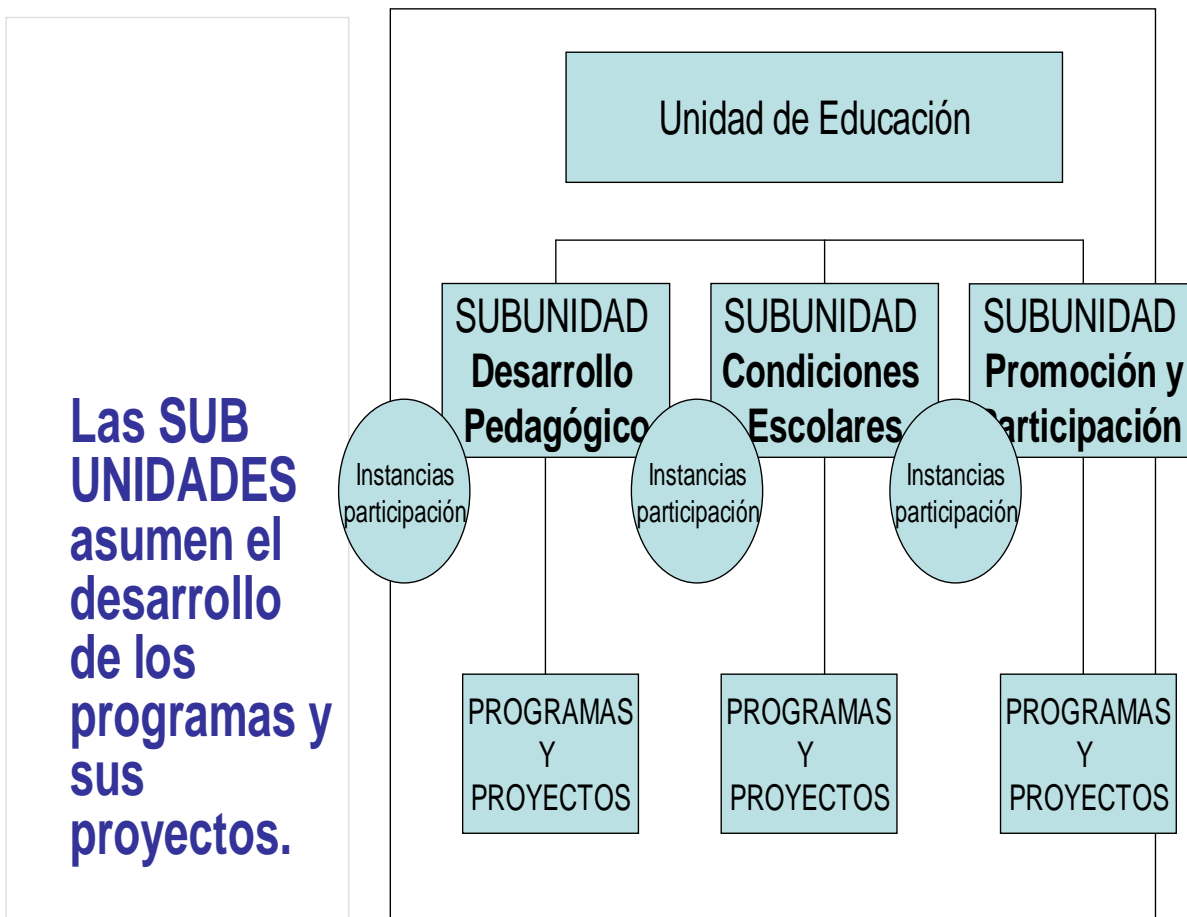 Las SUB
UNIDADES
asumen el
desarrollo
de los
programas y
sus
proyectos.
Unidad de Educación
SUBUNIDAD
Desarrollo
Pedagógico
Instancias
participación
PROGRAMAS
Y
PROYECTOS
SUBUNIDAD
Condiciones
Escolares
Instancias
participación
PROGRAMAS
Y
PROYECTOS
SUBUNIDAD
Promoción y
Participación
Instancias
participación
PROGRAMAS
Y
PROYECTOS